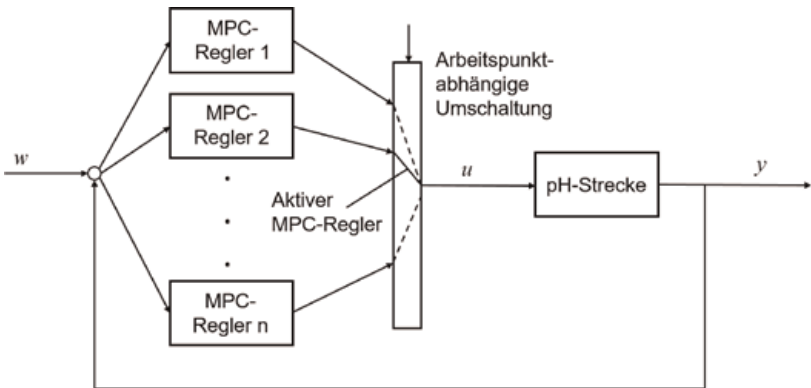 MPC-
Regler 1
Arbeitspunkt-
abhängige
Umschaltung
MPC-
Regler 2
w
u
pH-Strecke
y
Aktiver
MPC-Regler
MPC-
Regler n